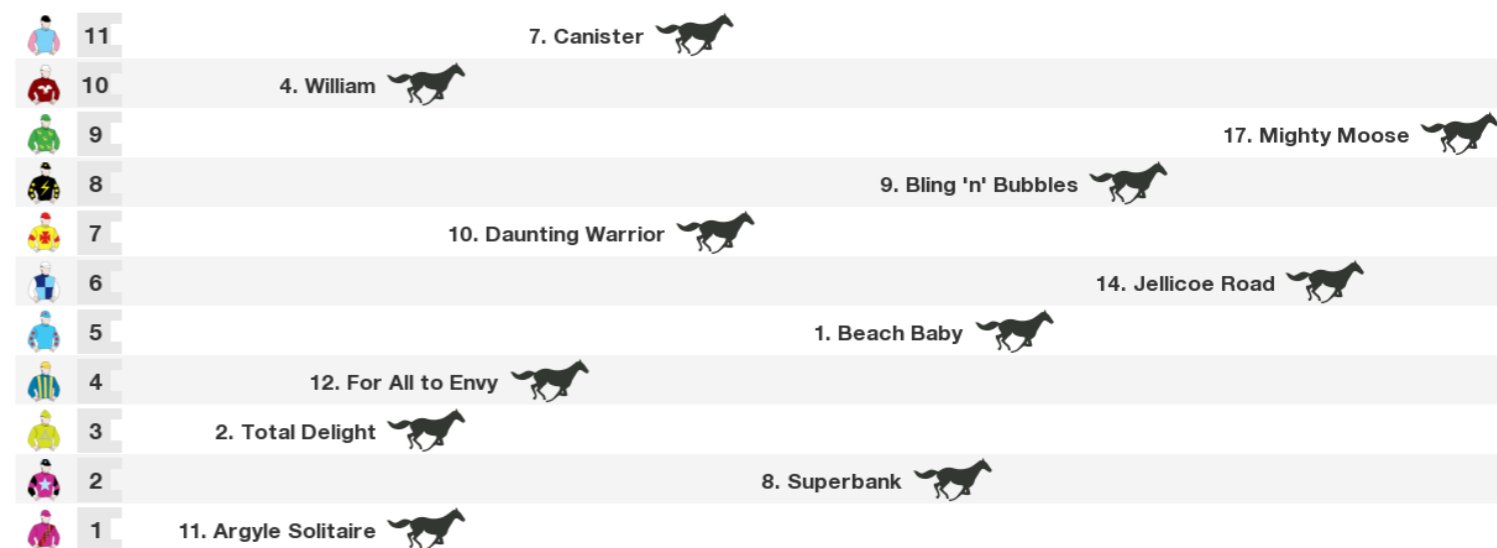 11 7. Canister
10 4. William
9 17. Mighty Moose
8 9. Bling 'n' Bubbles
7 10. Daunting Warrior
6 14. Jellicoe Road
5 1. Beach Baby
4 12. For All to Envy
3 2. Total Delight
2 8. Superbank
1 11. Argyle Solitaire